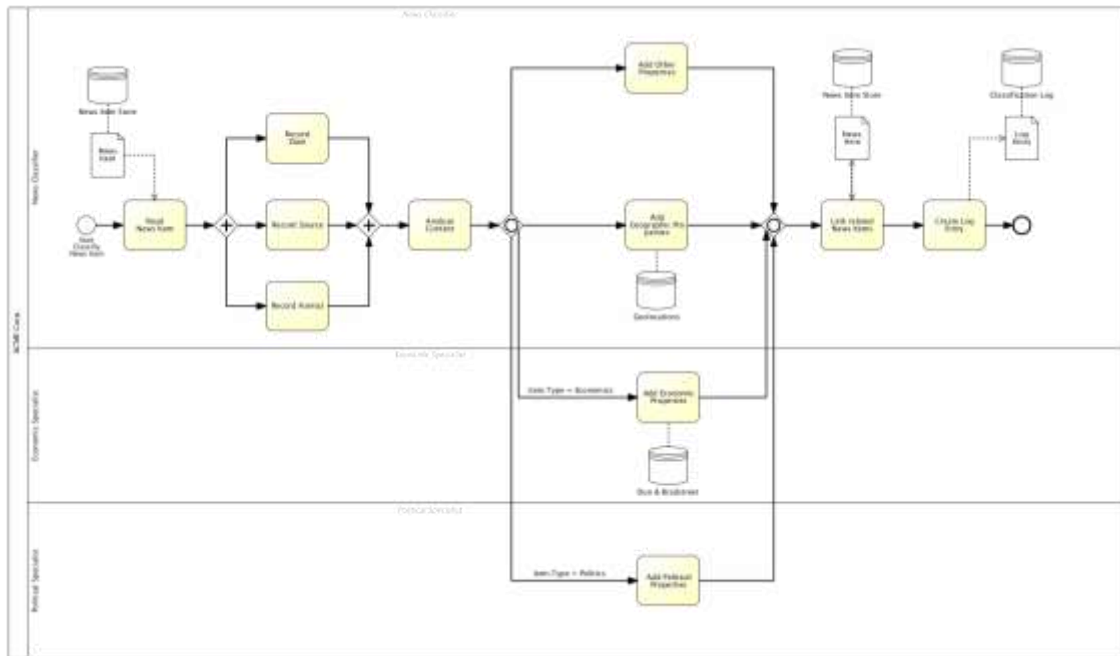 News Classifier
ACME Corp.
News Classifier
News Item Store
News
Item
Start
Classify
News Item
Read
News Item
Record
Date
Record Source
Analyse
Content
Add Other
Properties
Add
Geographic Pro
perties
Geolocations
News Item Store
News
Item
Link related
News Items
Classification Log
Log
Entry
Create Log
Entry
Economic Specialist
Economic Specialist
Item Type = Economics
Add Economic
Properties
Dun & Bradstreet
Political Specialist
Political Specialist
Item Type = Politics
Add Political
Properties